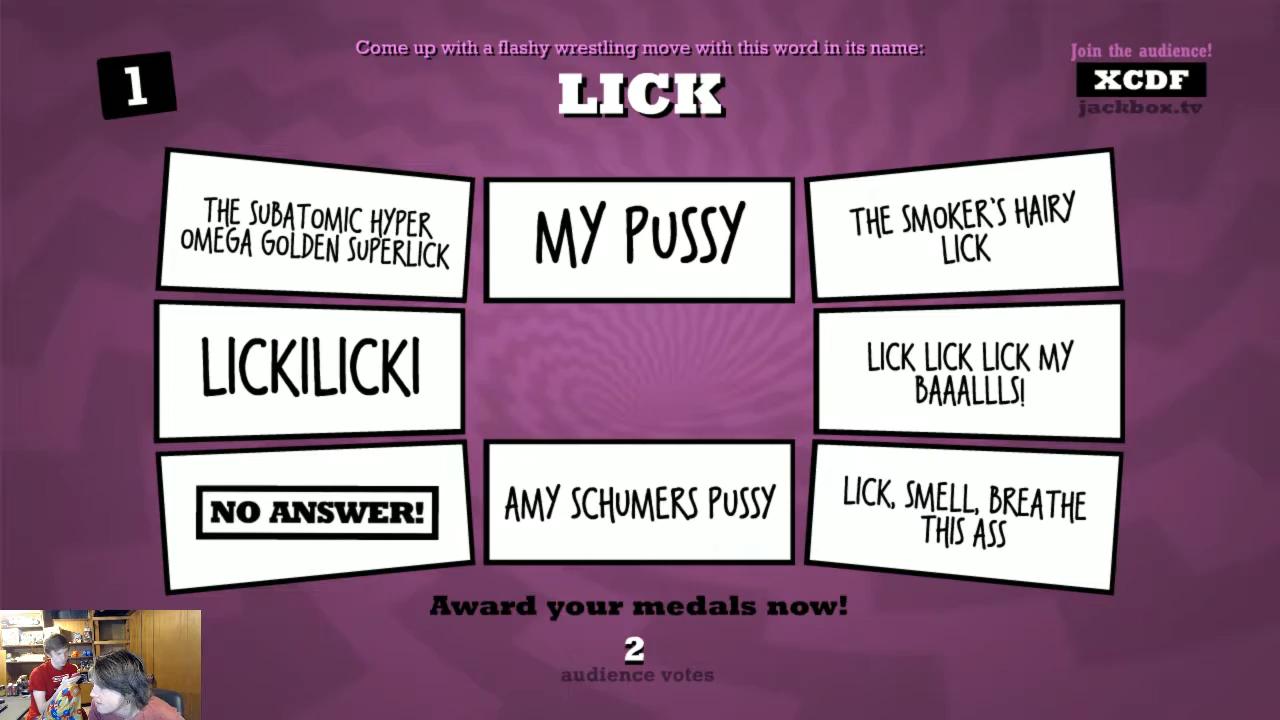 Come up with a flashy wrestling move with this word in its name:
LICK
1
Join the audience!
XCDF
jackbox.tv
THE SUBATOMIC HYPER
OMEGA GOLDEN SUPERLICK
MY PUSSY
THE SMOKER'S HAIRY
LICK
LICKILICKI
LICK LICK LICK MY
BAAALLLS!
NO ANSWER!
AMY SCHUMERS PUSSY
LICK, SMELL, BREATHE
THIS ASS
Award your medals now!
2
audience votes